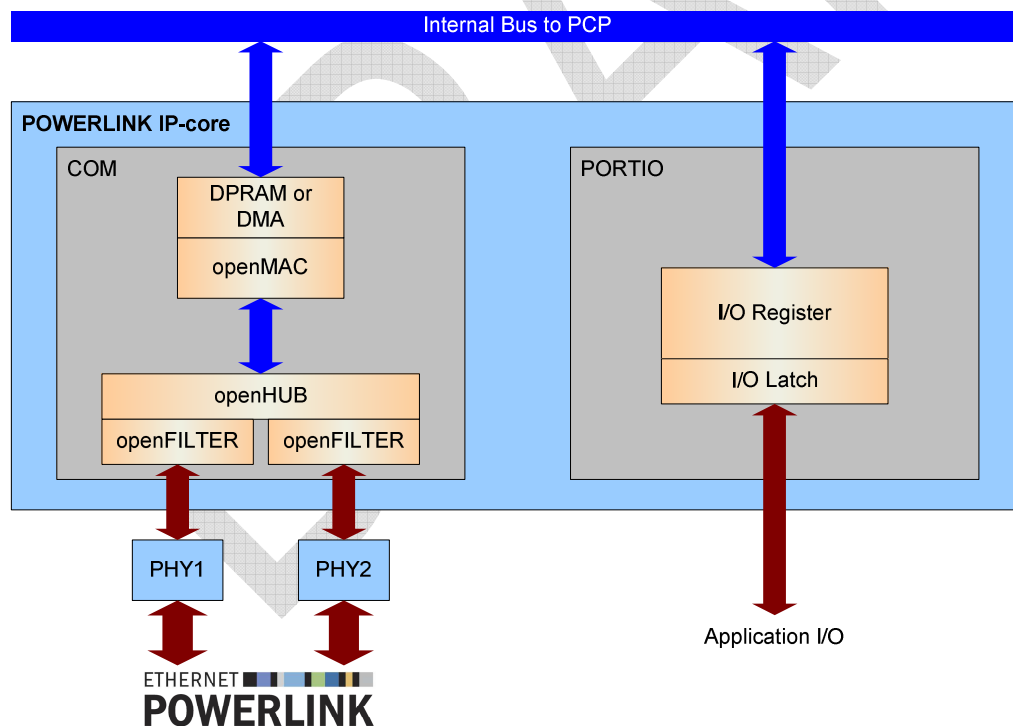 Internal Bus to PCP
POWERLINK IP-core
COM
DPRAM or
DMA
openMAC
openHUB
openFILTER
openFILTER
PHY1
PHY2
ETHERNET
POWERLINK
PORTIO
I/O Register
I/O Latch
Application I/O